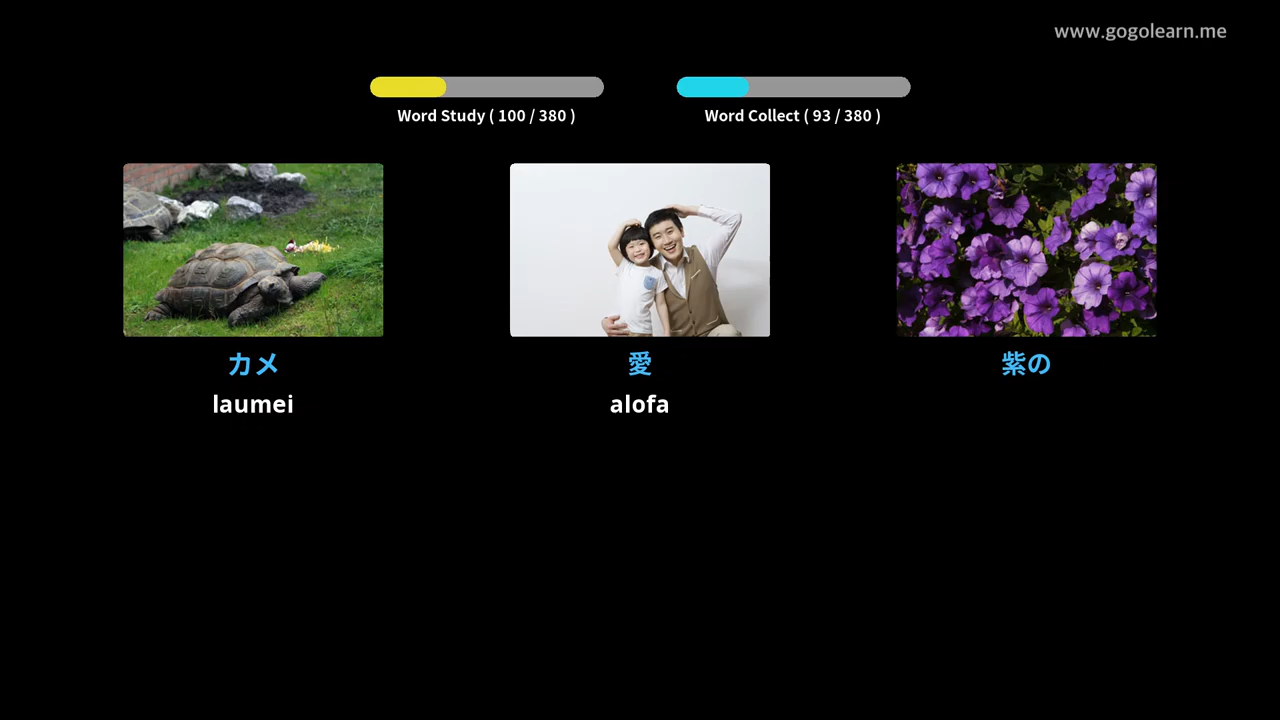 www.gogolearn.me
Word Study ( 100 / 380 )
Word Collect ( 93 / 380 )
カメ
laumei
愛
alofa
紫の